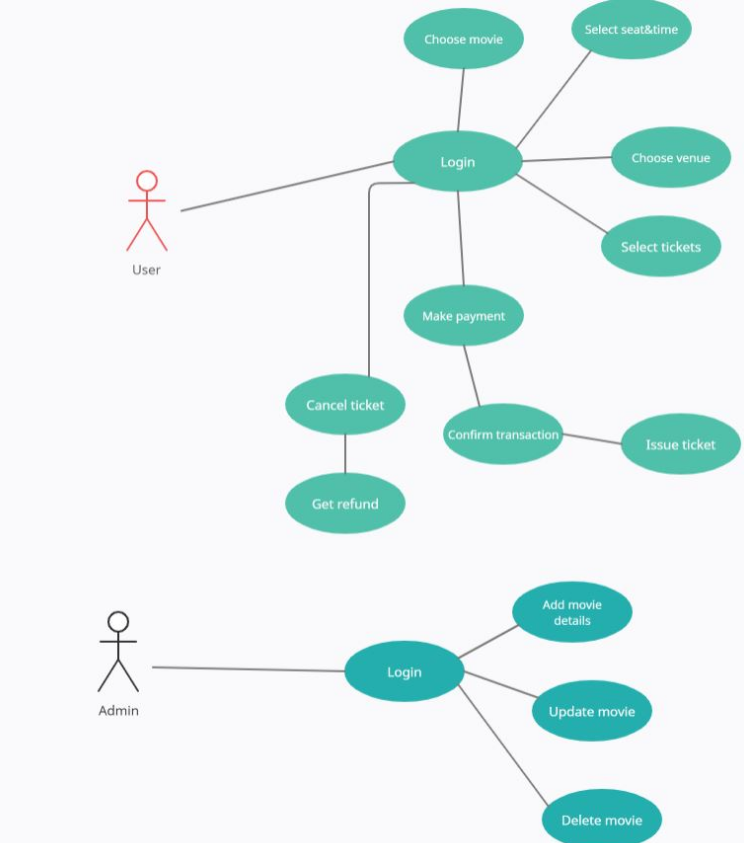 Choose movie
Select seat&time
Login
Choose venue
User
Select tickets
Make payment
Cancel ticket
Confirm transaction
Issue ticket
Get refund
Add movie
details
Admin
Login
Update movie
Delete movie